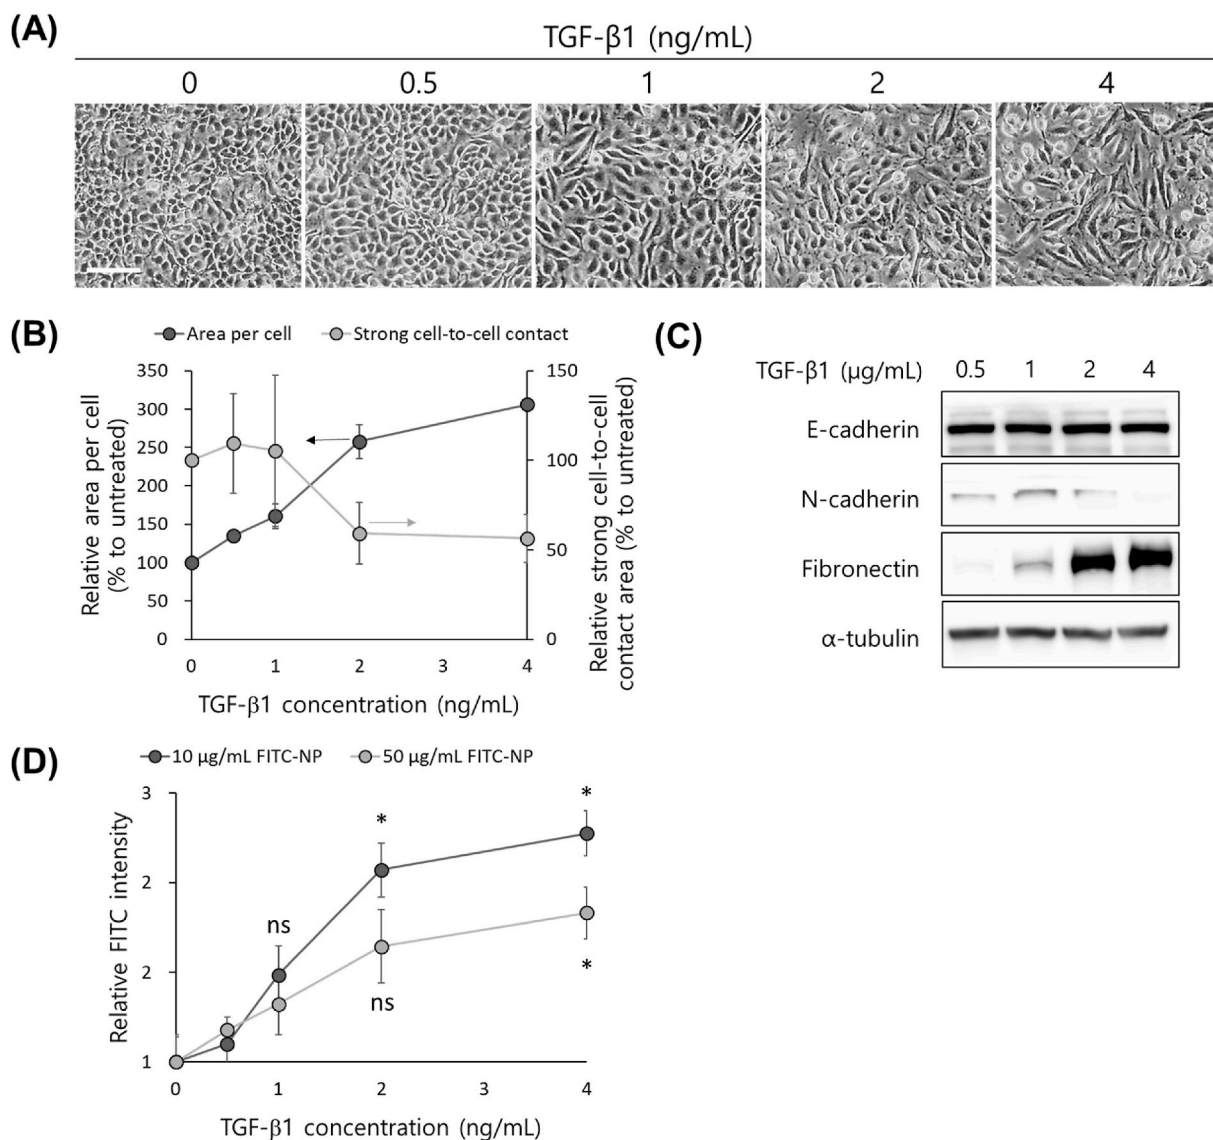 (A)
TGF-β1 (ng/mL)
0 0.5 1 2 4
(B)
Area per cell Strong cell-to-cell contact
Relative area per cell
(% to untreated)
350
300
250
200
150
100
50
0
150
100
50
0
Relative strong cell-to-cell
contact area (% to untreated)
0 1 2 3 4
TGF-β1 concentration (ng/mL)
(C)
TGF-β1 (µg/mL) 0.5 1 2 4
E-cadherin
N-cadherin
Fibronectin
α-tubulin
(D)
10 µg/mL FITC-NP 50 µg/mL FITC-NP
Relative FITC intensity
3
2
2
1
ns
*
*
ns
*
0 1 2 3 4
TGF-β1 concentration (ng/mL)